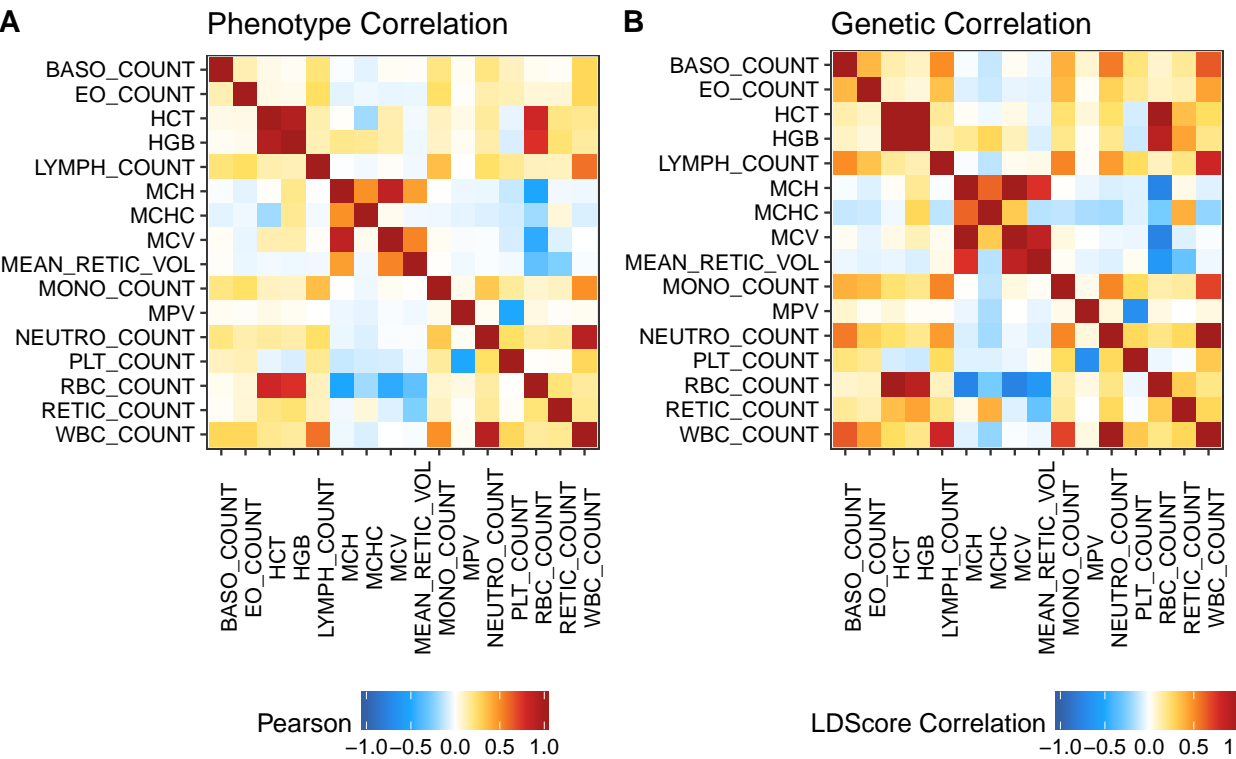 A
Phenotype Correlation
BASO_COUNT
EO_COUNT
HCT
HGB
LYMPH_COUNT
MCH
MCHC
MCV
MEAN_RETIC_VOL
MONO_COUNT
MPV
NEUTRO_COUNT
PLT_COUNT
RBC_COUNT
RETIC_COUNT
WBC_COUNT
BASO_COUNT
EO_COUNT
HCT
HGB
LYMPH_COUNT
MCH
MCHC
MCV
MEAN_RETIC_VOL
MONO_COUNT
MPV
NEUTRO_COUNT
PLT_COUNT
RBC_COUNT
RETIC_COUNT
WBC_COUNT
Pearson
−1.0 −0.5 0.0 0.5 1.0
B
Genetic Correlation
BASO_COUNT
EO_COUNT
HCT
HGB
LYMPH_COUNT
MCH
MCHC
MCV
MEAN_RETIC_VOL
MONO_COUNT
MPV
NEUTRO_COUNT
PLT_COUNT
RBC_COUNT
RETIC_COUNT
WBC_COUNT
BASO_COUNT
EO_COUNT
HCT
HGB
LYMPH_COUNT
MCH
MCHC
MCV
MEAN_RETIC_VOL
MONO_COUNT
MPV
NEUTRO_COUNT
PLT_COUNT
RBC_COUNT
RETIC_COUNT
WBC_COUNT
LDScore Correlation
−1.0 −0.5 0.0 0.5 1